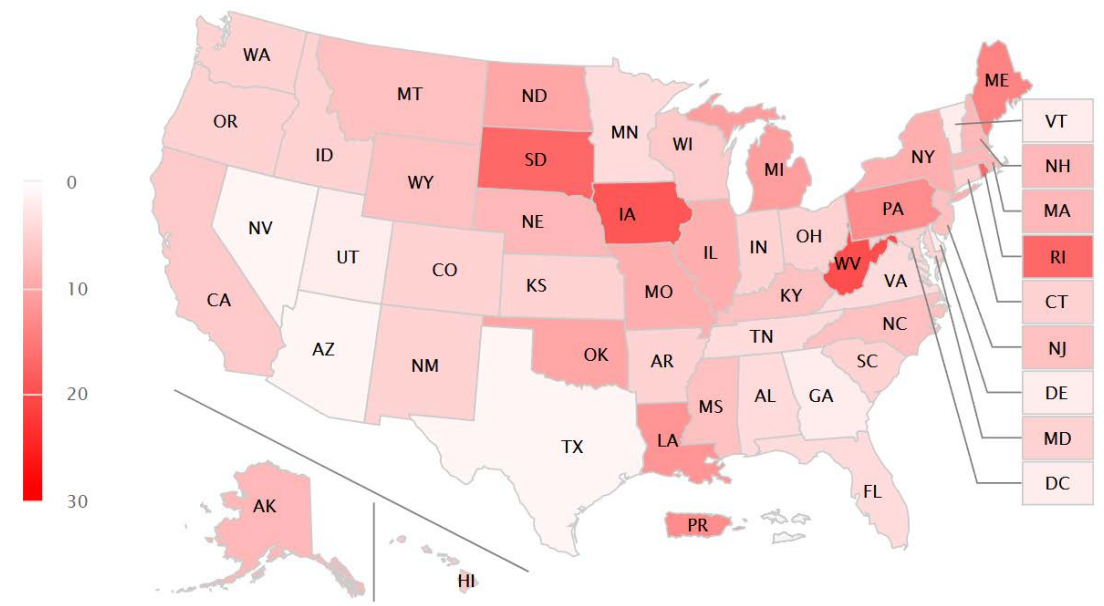 0
10
20
30
WA
OR
CA
ID
NV
MT
WY
UT
AZ
CO
NM
ND
SD
NE
KS
OK
TX
MN
IA
MO
AR
LA
WI
IL
MS
MI
IN
OH
KY
TN
AL
GA
FL
SC
NC
VA
WV
PA
NY
ME
VT
NH
MA
RI
CT
NJ
DE
MD
DC
AK
HI
PR